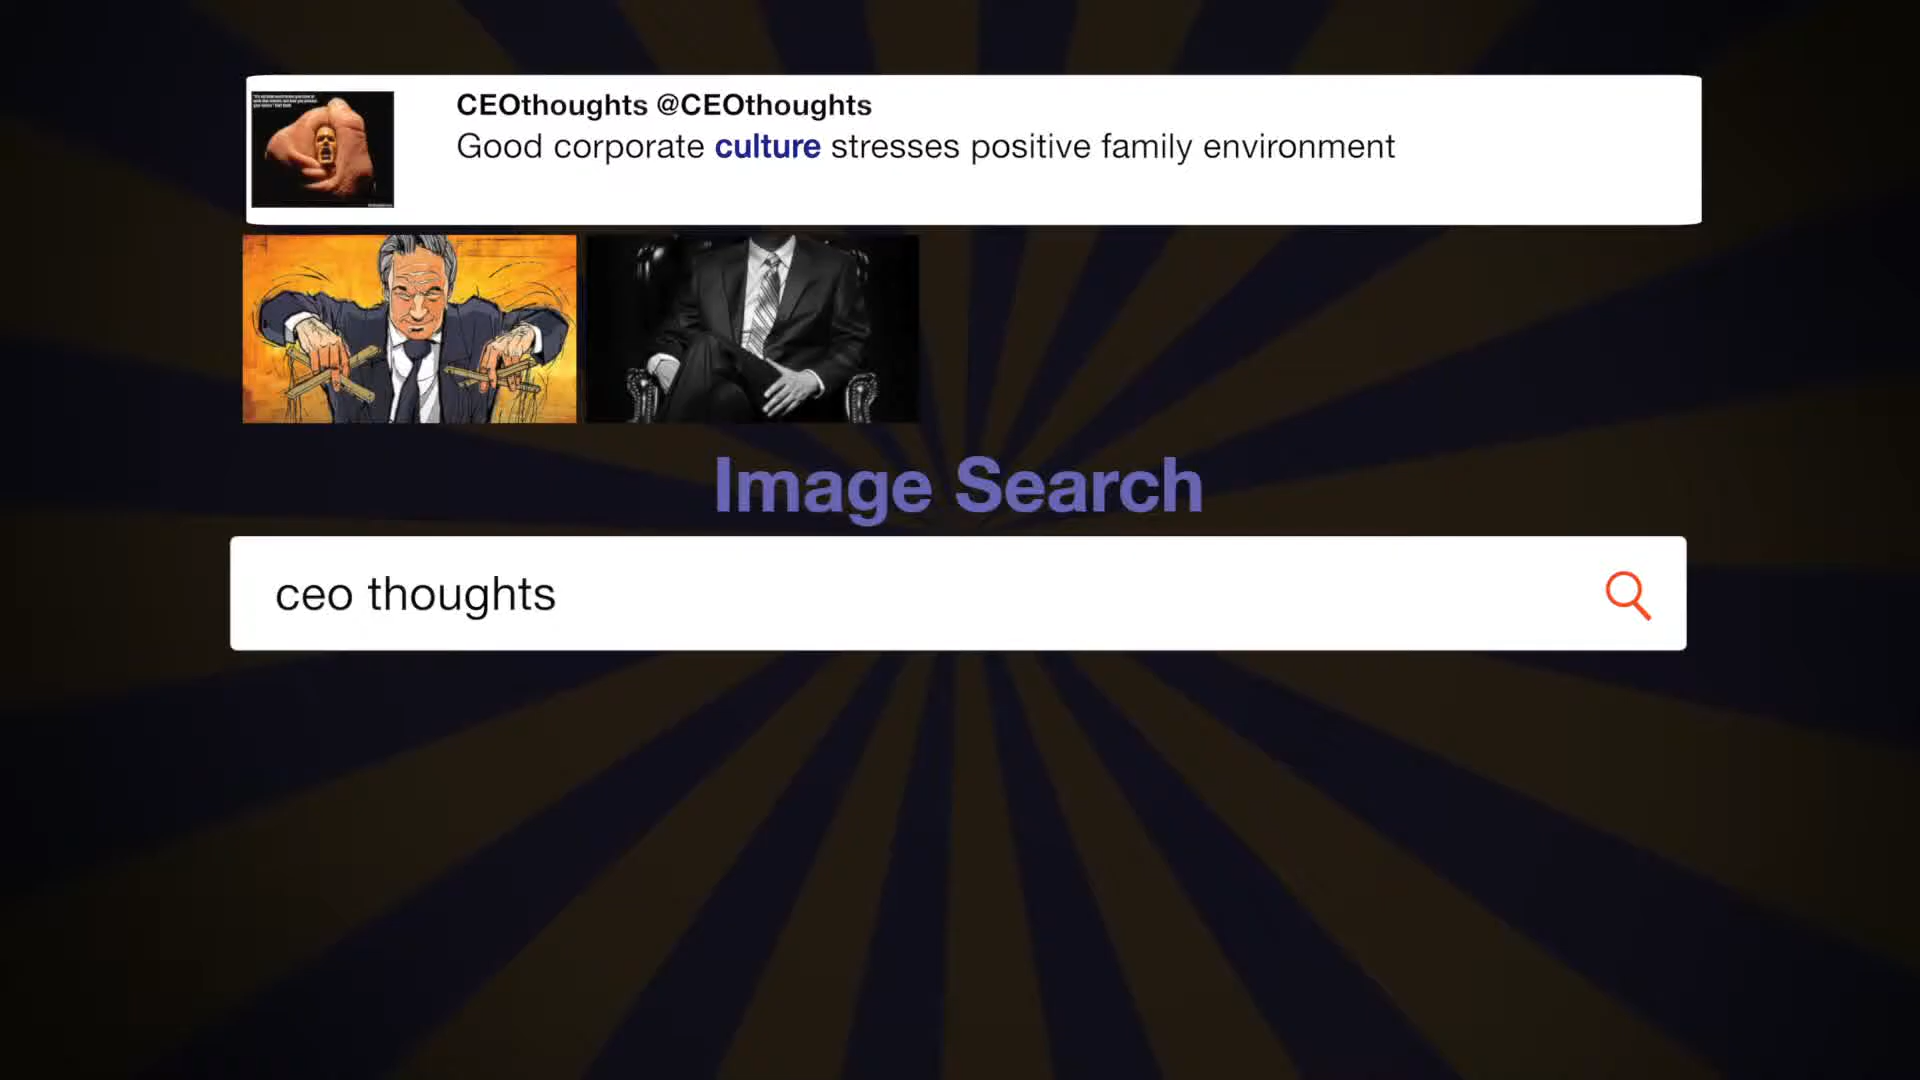 CEOthoughts @CEOthoughts
Good corporate culture stresses positive family environment
Image Search
ceo thoughts